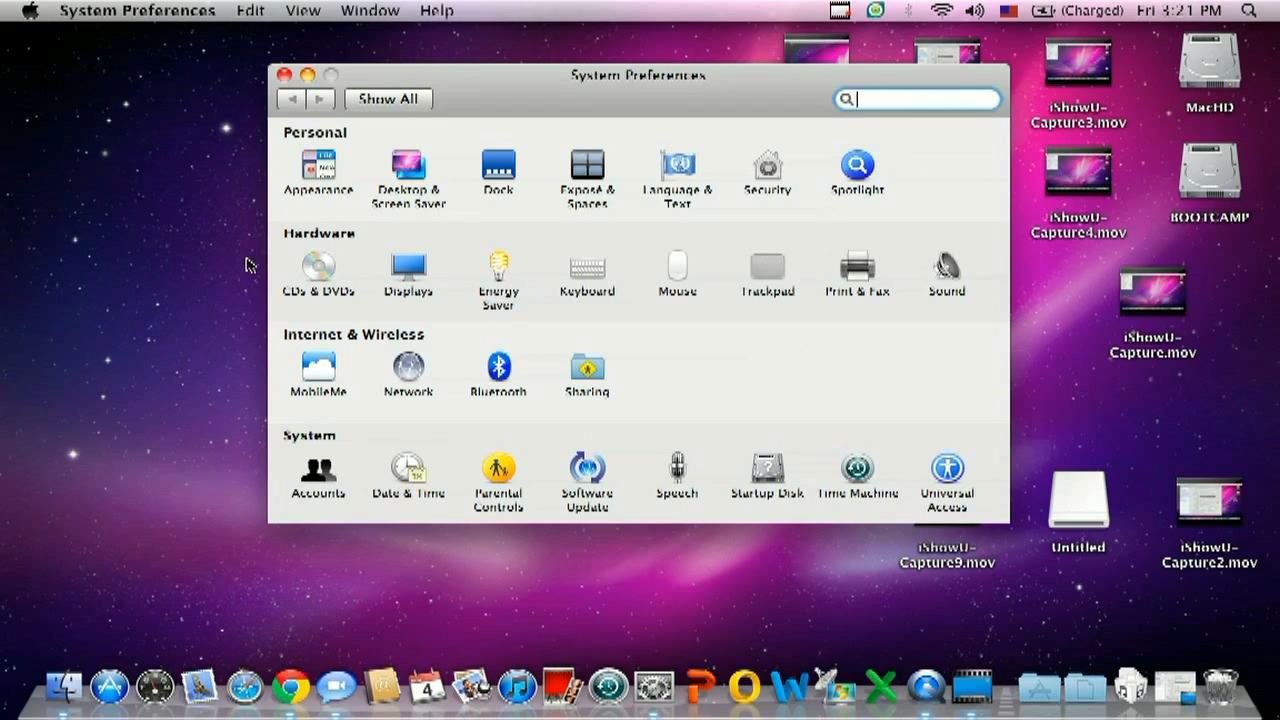 System Preferences Edit View Window Help (Charged) Fri 3:21 PM
System Preferences
Show All
Personal
Appearance
Desktop &
Screen Saver
Dock
Exposé &
Spaces
Language &
Text
Security
Spotlight
Hardware
CDs & DVDs
Displays
Energy
Saver
Keyboard
Mouse
Trackpad
Print & Fax
Sound
Internet & Wireless
MobileMe
Network
Bluetooth
Sharing
System
Accounts
Date & Time
Parental
Controls
Software
Update
Speech
Startup Disk
Time Machine
Universal
Access
iShowU-
Capture3.mov
MacHD
iShowU-
Capture4.mov
BOOTCAMP
iShowU-
Capture.mov
iShowU-
Capture9.mov
Untitled
iShowU-
Capture2.mov
4